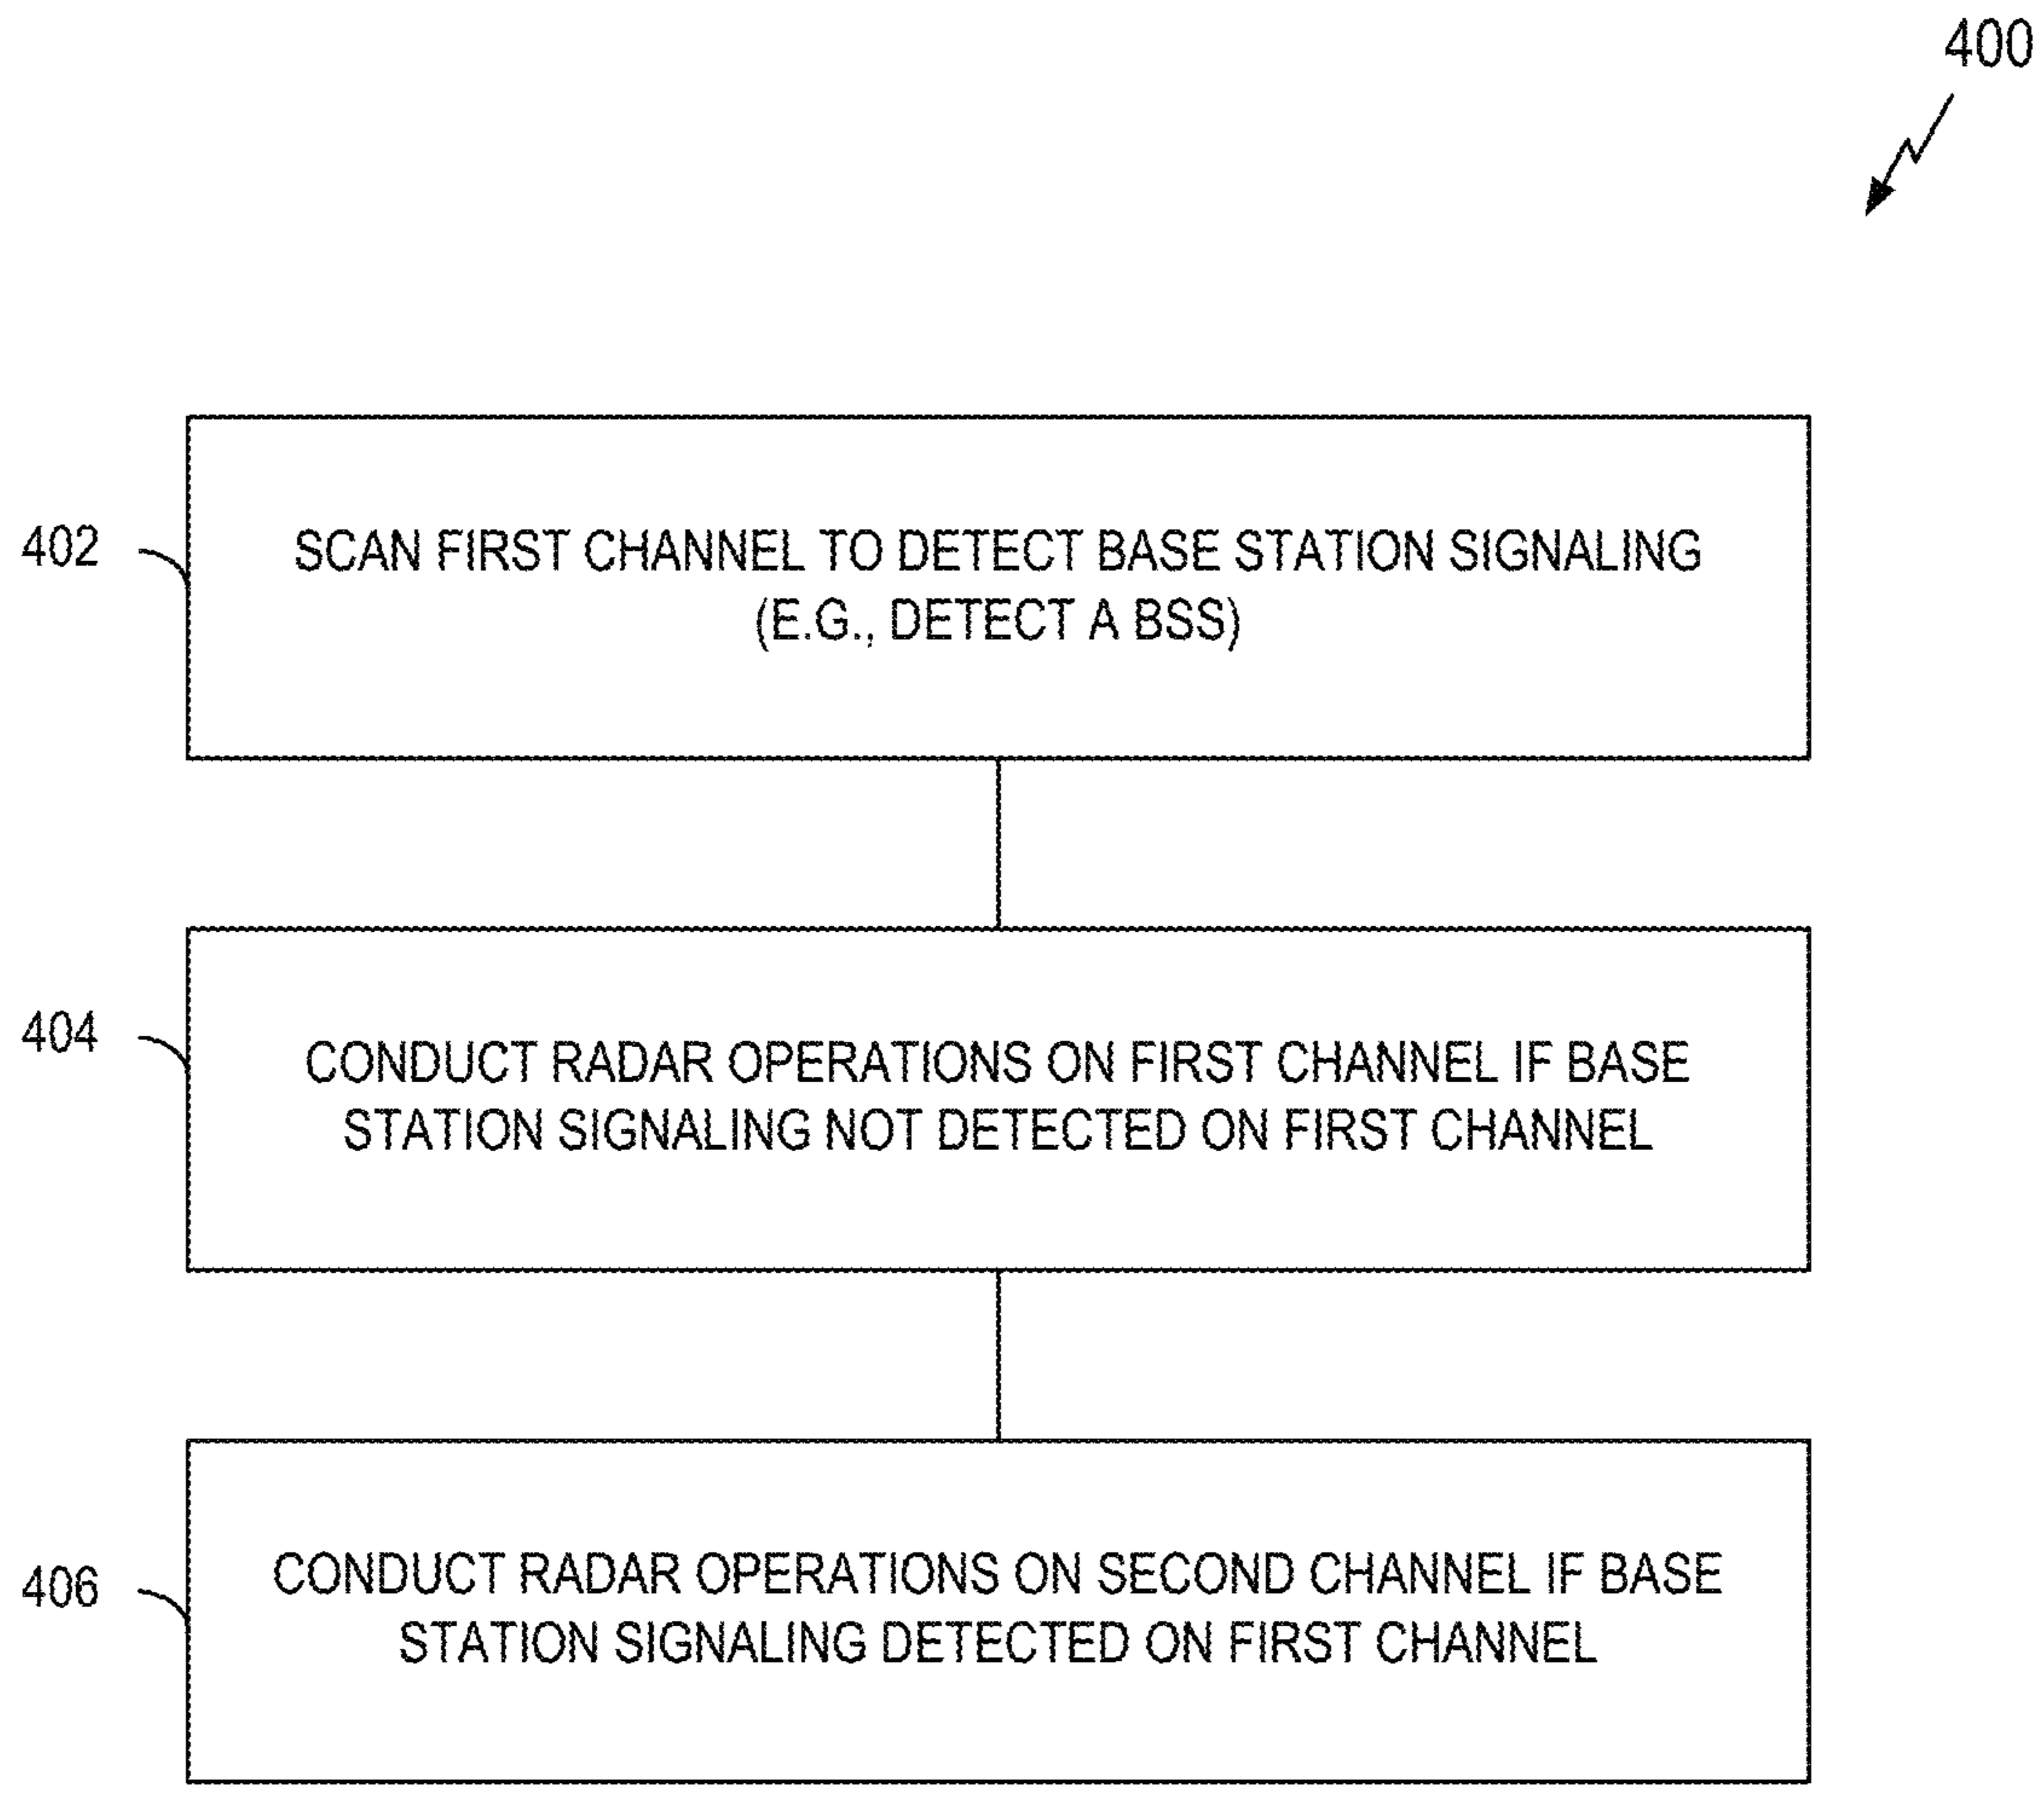 400
402
SCAN FIRST CHANNEL TO DETECT BASE STATION SIGNALING
(E.G., DETECT A BSS)
404
CONDUCT RADAR OPERATIONS ON FIRST CHANNEL IF BASE
STATION SIGNALING NOT DETECTED ON FIRST CHANNEL
406
CONDUCT RADAR OPERATIONS ON SECOND CHANNEL IF BASE
STATION SIGNALING DETECTED ON FIRST CHANNEL